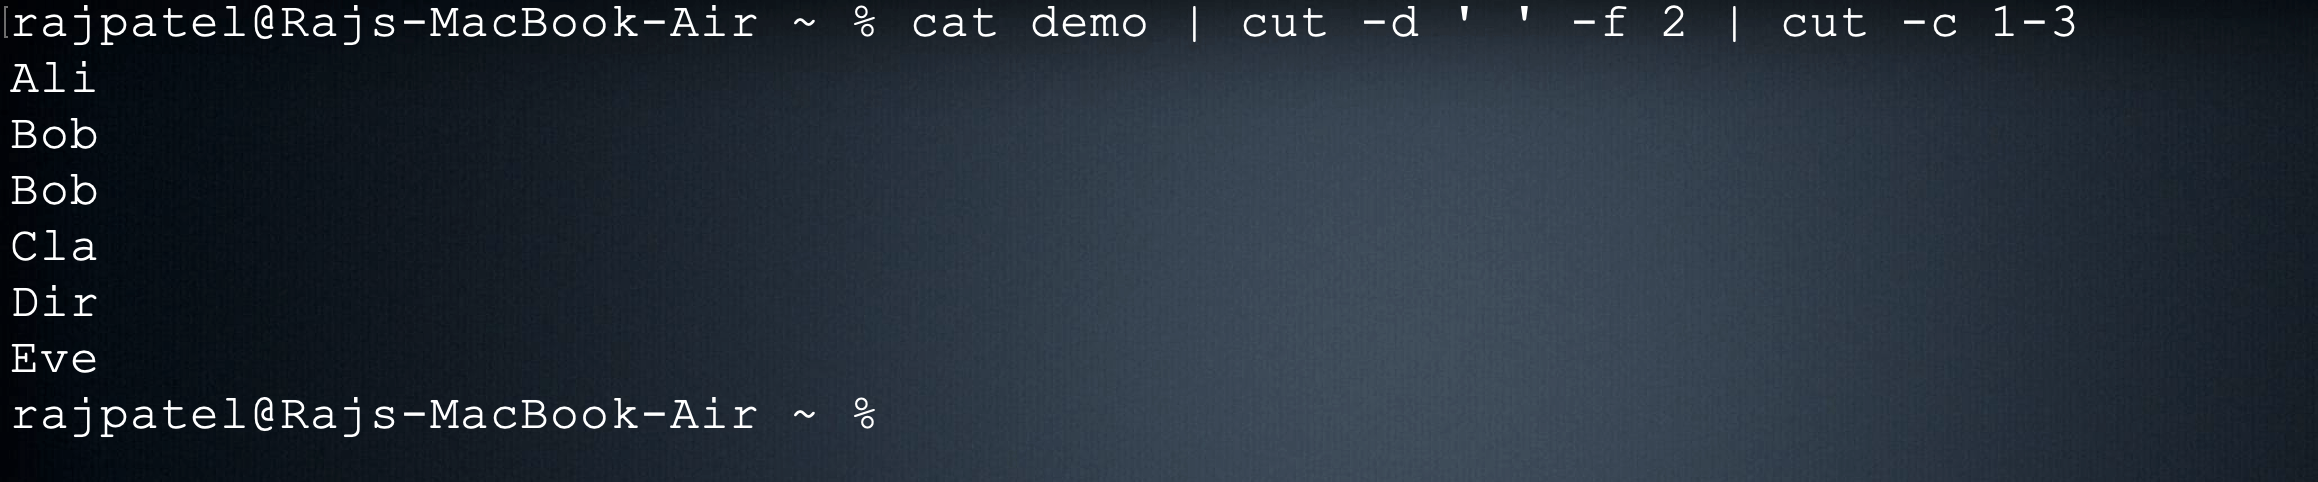 [rajpatel@Rajs-MacBook-Air ~ % cat demo | cut -d ' ' -f 2 | cut -c 1-3
Ali
Bob
Bob
Cla
Dir
Eve
rajpatel@Rajs-MacBook-Air ~ %